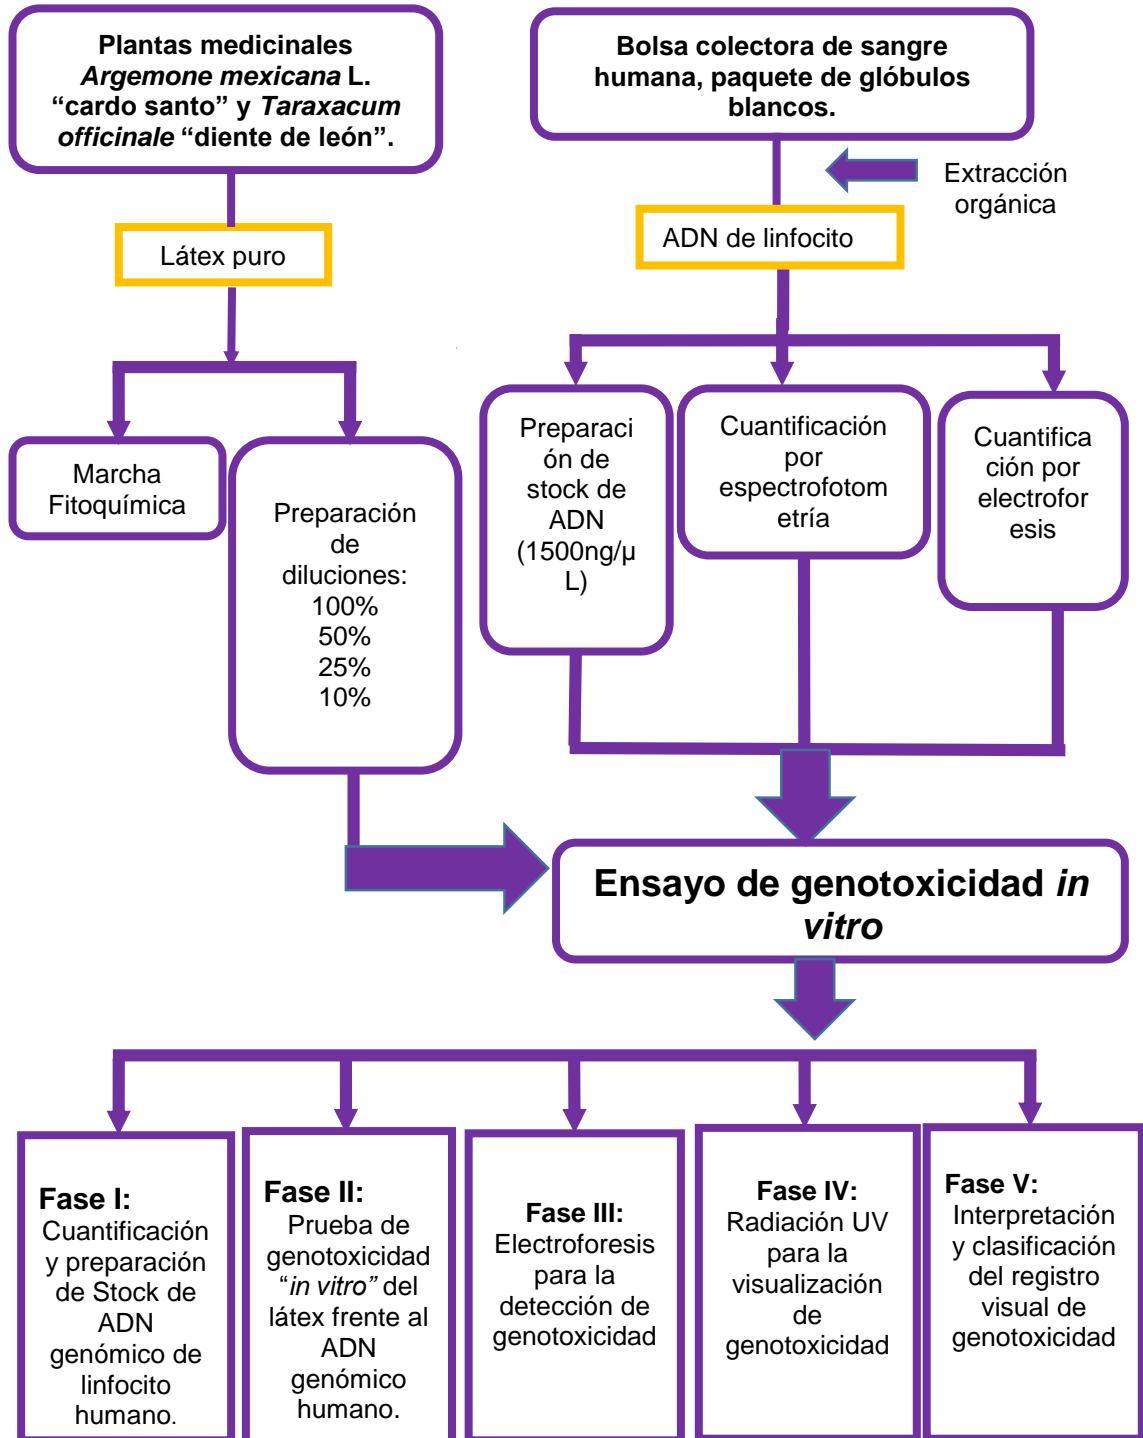 Plantas medicinales
Argemone mexicana L.
“cardo santo” y Taraxacum
officinale “diente de león”.
Bolsa colectora de sangre
humana, paquete de glóbulos
blancos.
Extracción
orgánica
Látex puro
ADN de linfocito
Marcha
Fitoquímica
Preparación
de
diluciones:
100%
50%
25%
10%
Preparaci
ón de
stock de
ADN
(1500ng/µ
L)
Cuantificación
por
espectrofotom
etría
Cuantifica
ción por
electrofor
esis
Ensayo de genotoxicidad in
vitro
Fase I:
Cuantificación
y preparación
de Stock de
ADN
genómico de
linfocito
humano.
Fase II:
Prueba de
genotoxicidad
“in vitro” del
látex frente al
ADN
genómico
humano.
Fase III:
Electroforesis
para la
detección de
genotoxicidad
Fase IV:
Radiación UV
para la
visualización
de
genotoxicidad
Fase V:
Interpretación
y clasificación
del registro
visual de
genotoxicidad